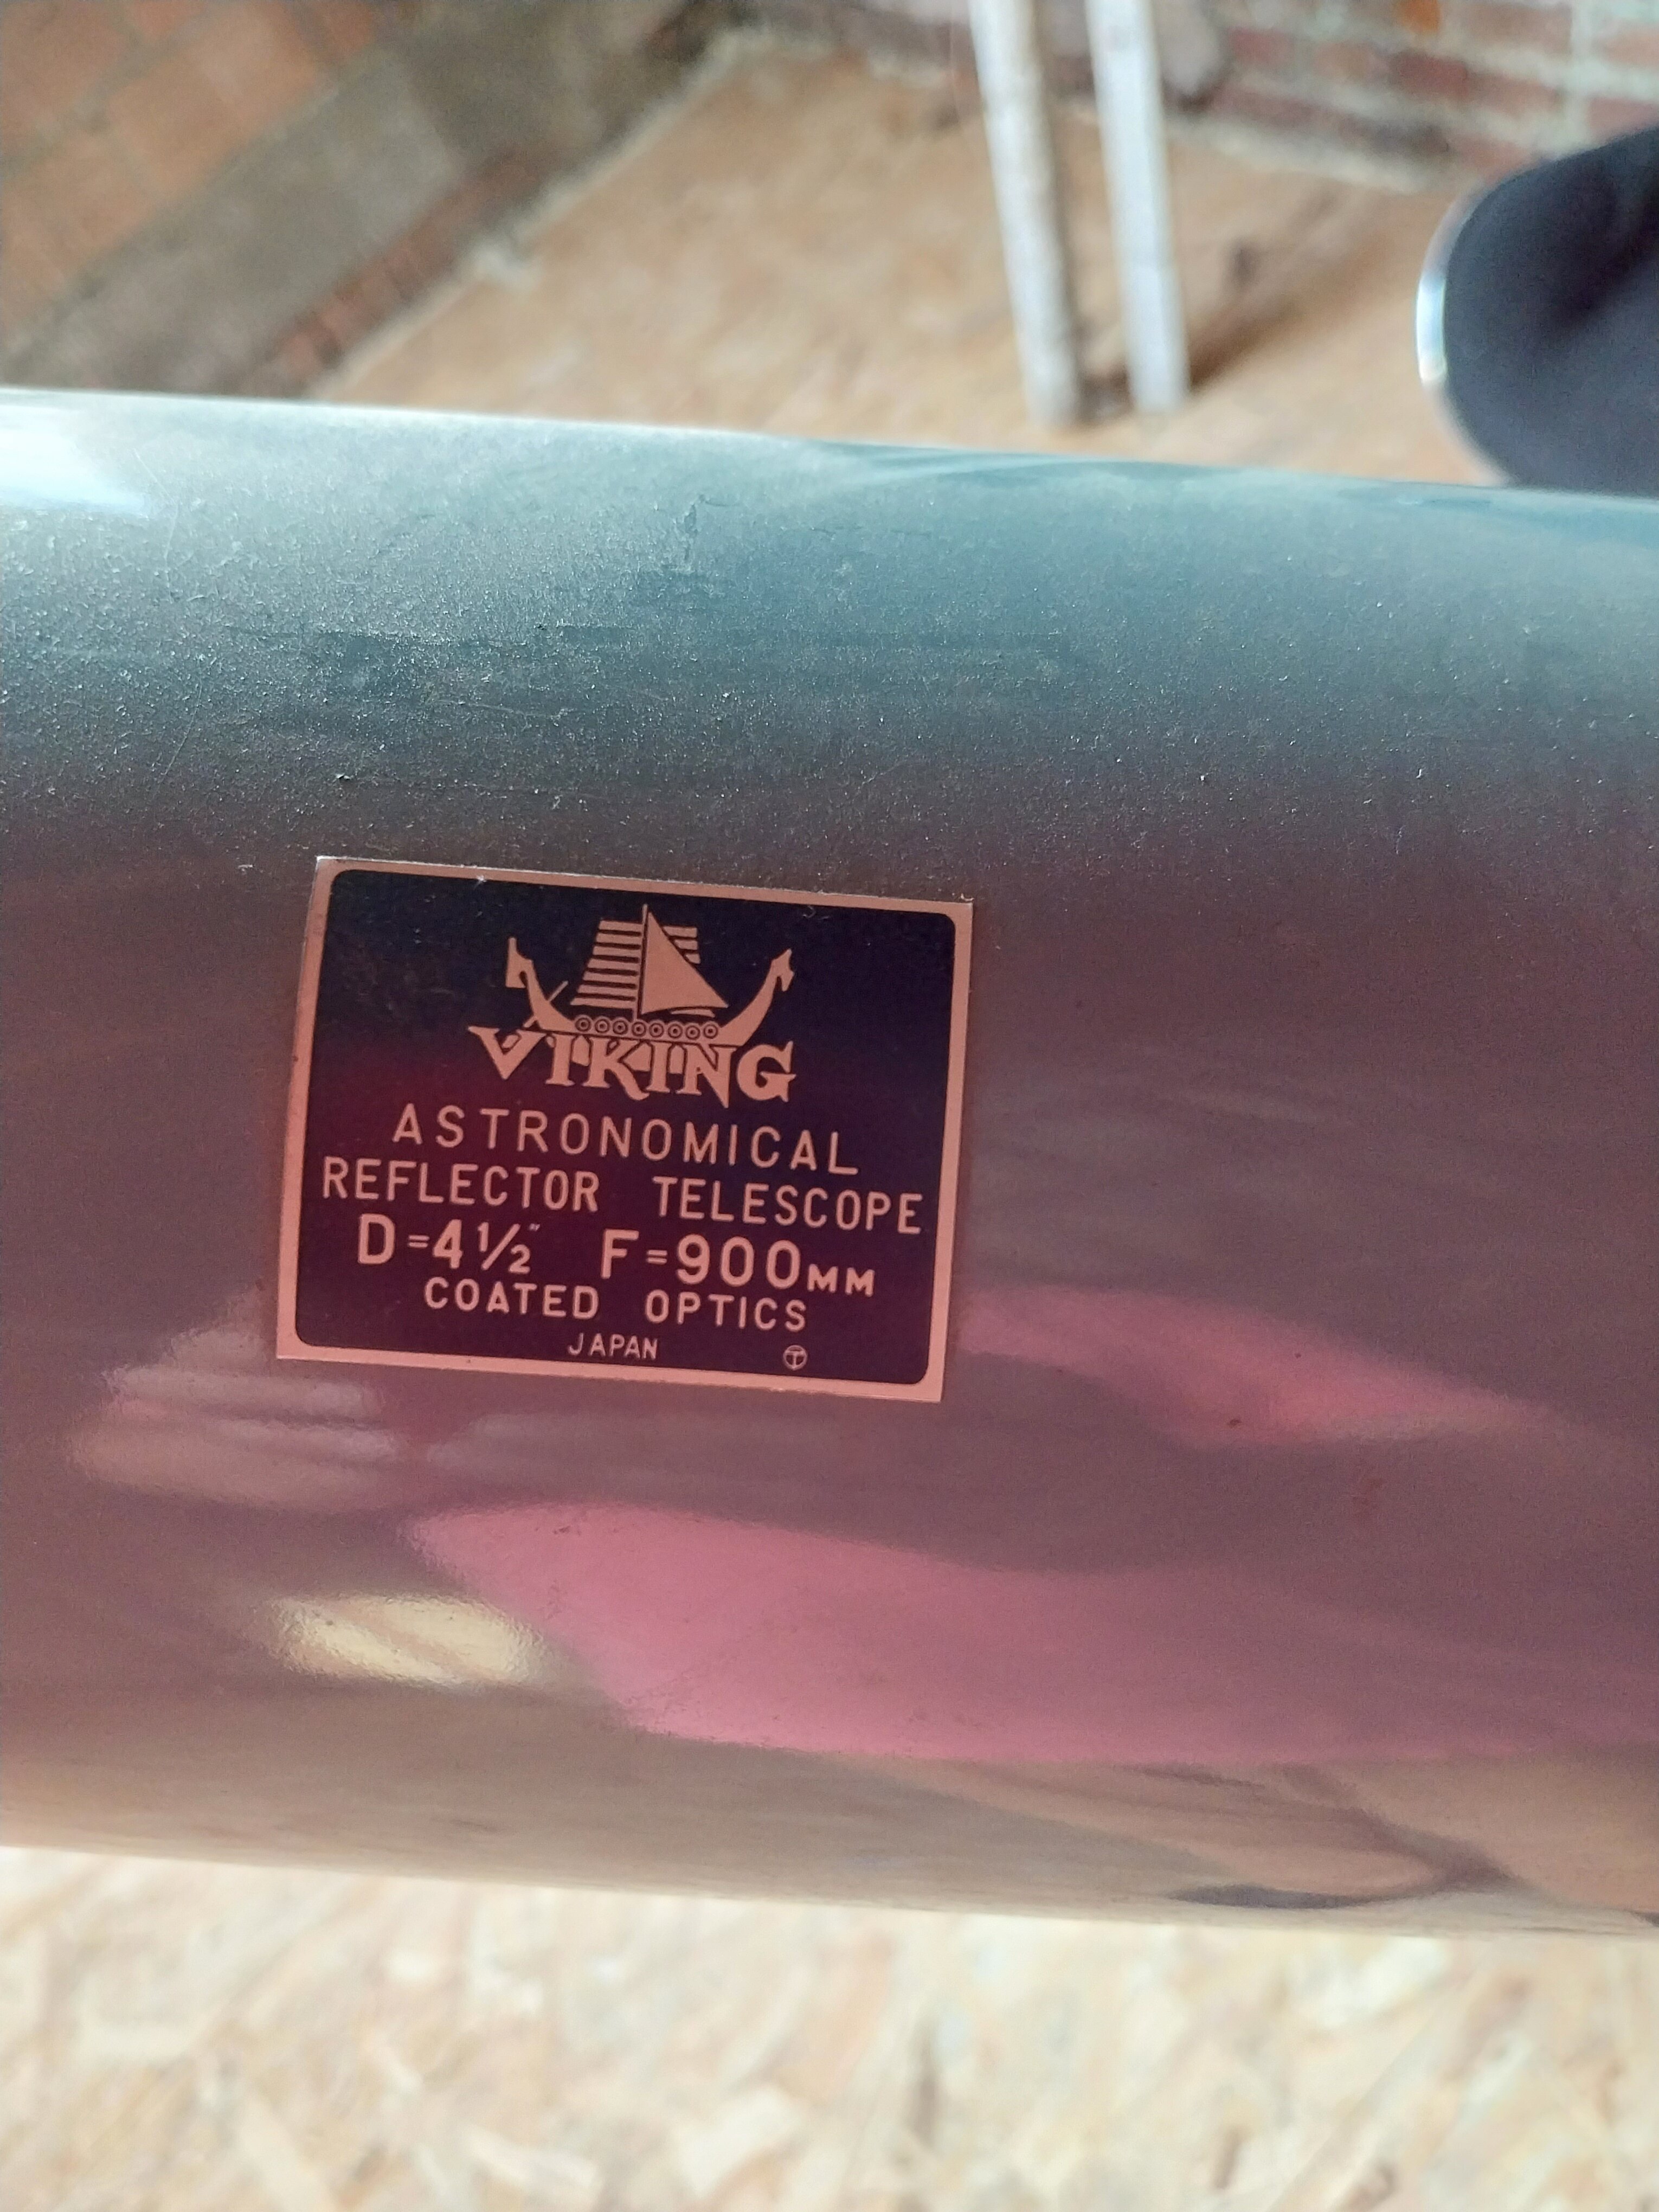 VIKING
ASTRONOMICAL
REFLECTOR TELESCOPE
D=4½" F=900MM
COATED OPTICS
JAPAN Ⓣ